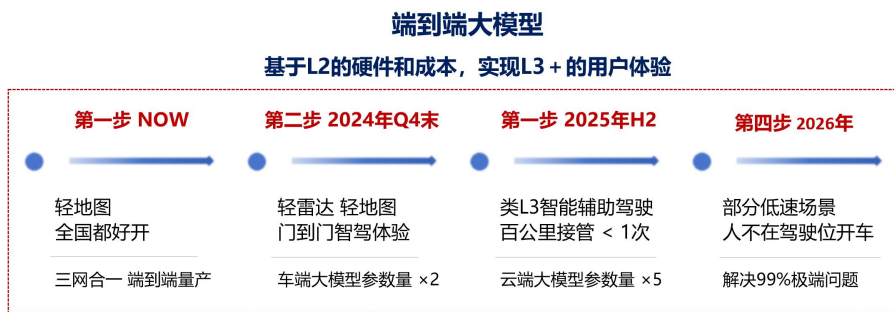 端到端大模型
基于L2的硬件和成本，实现L3＋的用户体验
第一步 NOW
轻地图
全国都好开
三网合一 端到端量产
第二步 2024年Q4末
轻雷达 轻地图
门到门智驾体验
车端大模型参数量 ×2
第一步 2025年H2
类L3智能辅助驾驶
百公里接管 < 1次
云端大模型参数量 ×5
第四步 2026年
部分低速场景
人不在驾驶位开车
解决99%极端问题